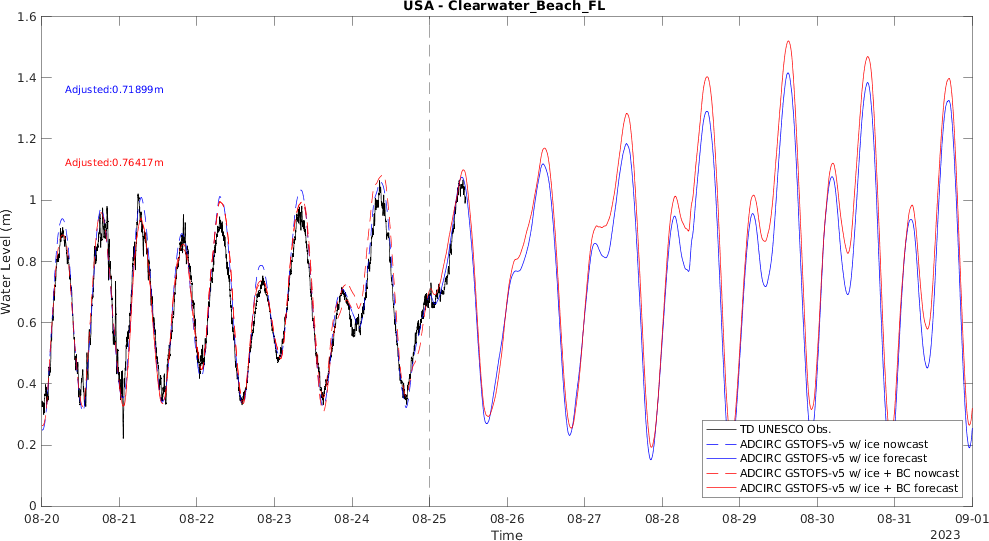 USA - Clearwater_Beach_FL
1.6
1.4
1.2
1
0.8
0.6
0.4
0.2
0
Water Level (m)
Adjusted:0.71899m
Adjusted:0.76417m
TD UNESCO Obs.
ADCIRC GSTOFS-v5 w/ ice nowcast
ADCIRC GSTOFS-v5 w/ ice forecast
ADCIRC GSTOFS-v5 w/ ice + BC nowcast
ADCIRC GSTOFS-v5 w/ ice + BC forecast
08-20 08-21 08-22 08-23 08-24 08-25 08-26 08-27 08-28 08-29 08-30 08-31 09-01
Time
2023